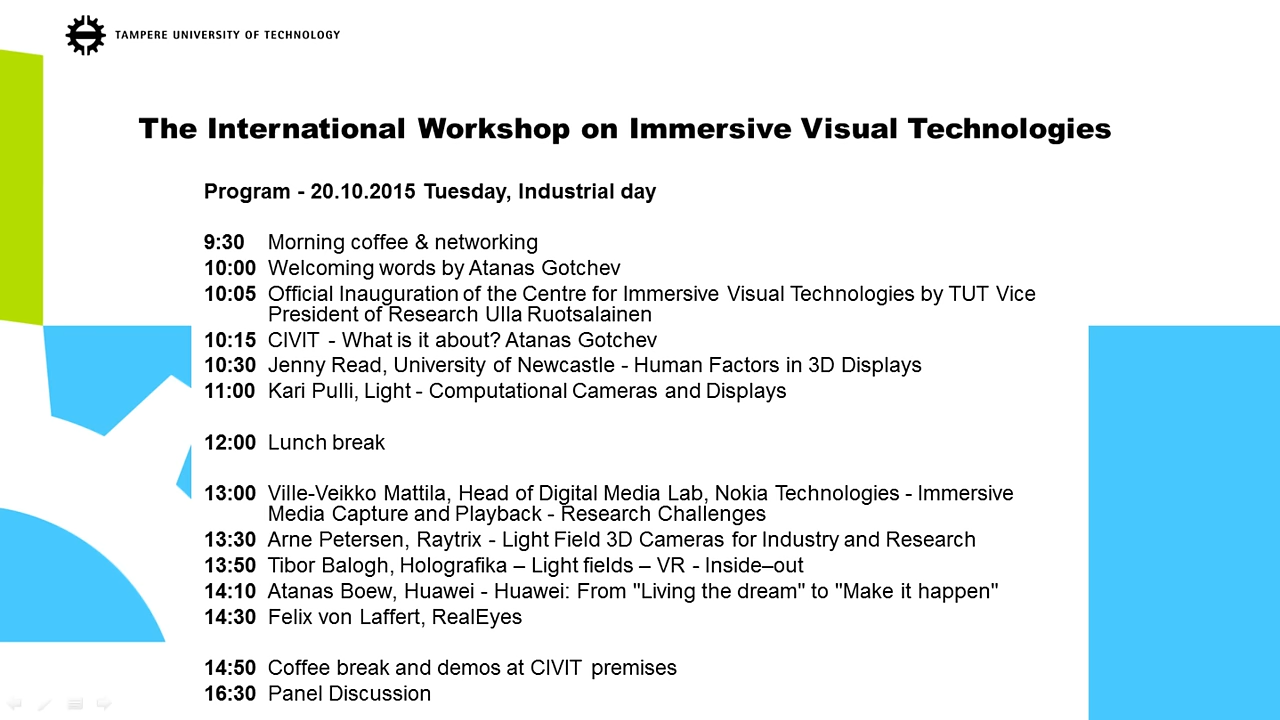 TAMPERE UNIVERSITY OF TECHNOLOGY
The International Workshop on Immersive Visual Technologies
Program - 20.10.2015 Tuesday, Industrial day
9:30 Morning coffee & networking
10:00 Welcoming words by Atanas Gotchev
10:05 Official Inauguration of the Centre for Immersive Visual Technologies by TUT Vice
President of Research Ulla Ruotsalainen
10:15 CIVIT - What is it about? Atanas Gotchev
10:30 Jenny Read, University of Newcastle - Human Factors in 3D Displays
11:00 Kari Pulli, Light - Computational Cameras and Displays
12:00 Lunch break
13:00 Ville-Veikko Mattila, Head of Digital Media Lab, Nokia Technologies - Immersive
Media Capture and Playback - Research Challenges
13:30 Arne Petersen, Raytrix - Light Field 3D Cameras for Industry and Research
13:50 Tibor Balogh, Holografika – Light fields – VR - Inside–out
14:10 Atanas Boew, Huawei - Huawei: From "Living the dream" to "Make it happen"
14:30 Felix von Laffert, RealEyes
14:50 Coffee break and demos at CIVIT premises
16:30 Panel Discussion